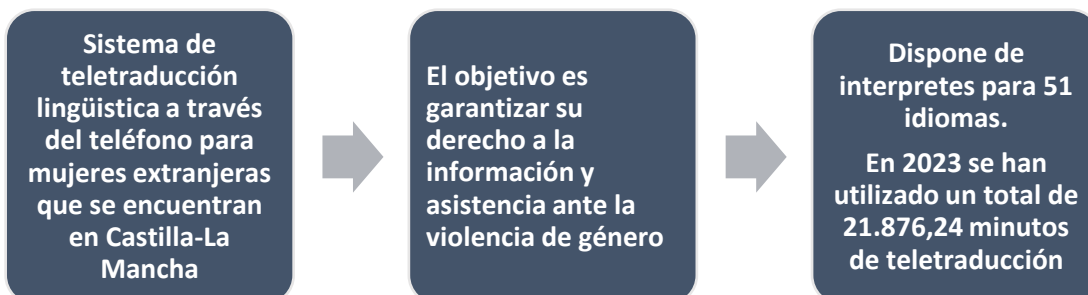 Sistema de
teletraducción
lingüistica a través
del teléfono para
mujeres extranjeras
que se encuentran
en Castilla-La
Mancha
El objetivo es
garantizar su
derecho a la
información y
asistencia ante la
violencia de género
Dispone de
interpretes para 51
idiomas.
En 2023 se han
utilizado un total de
21.876,24 minutos
de teletraducción